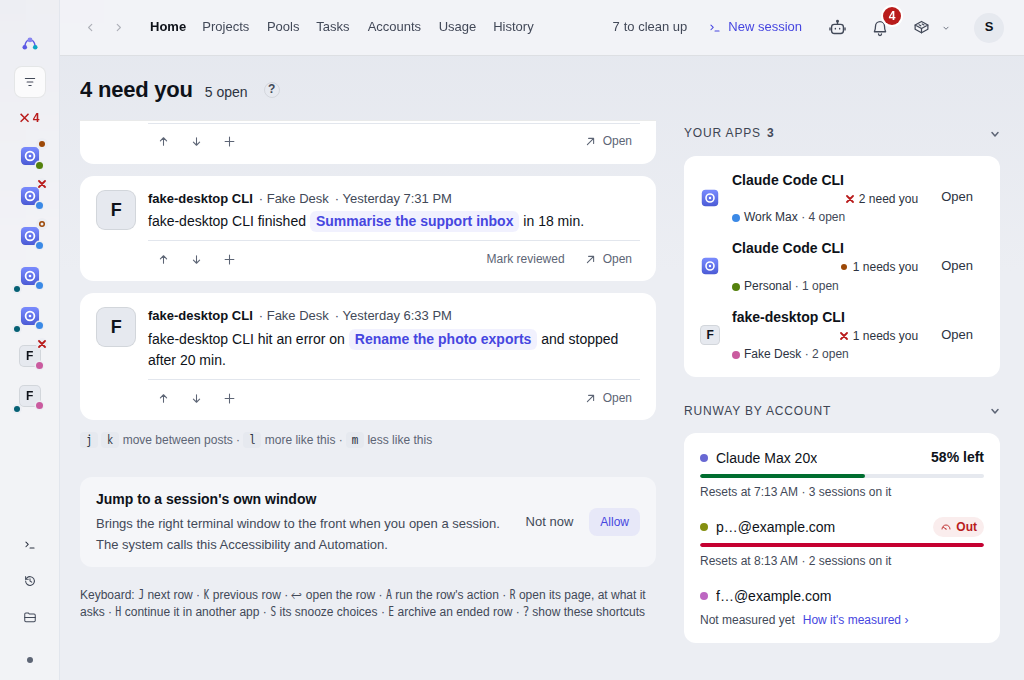 Home Projects Pools Tasks Accounts Usage History 7 to clean up New session 4 S
4
F
F
4 need you 5 open ?
Open
F
fake-desktop CLI · Fake Desk · Yesterday 7:31 PM
fake-desktop CLI finished Summarise the support inbox in 18 min.
Mark reviewed Open
F
fake-desktop CLI · Fake Desk · Yesterday 6:33 PM
fake-desktop CLI hit an error on Rename the photo exports and stopped
after 20 min.
Open
j k move between posts · l more like this · m less like this
Jump to a session's own window
Brings the right terminal window to the front when you open a session.
The system calls this Accessibility and Automation.
Not now Allow
Keyboard: J next row · K previous row · ↩ open the row · A run the row's action · R open its page, at what it
asks · H continue it in another app · S its snooze choices · E archive an ended row · ? show these shortcuts
YOUR APPS 3
Claude Code CLI
2 need you
Work Max · 4 open
Open
Claude Code CLI
1 needs you
Personal · 1 open
Open
F
fake-desktop CLI
1 needs you
Fake Desk · 2 open
Open
RUNWAY BY ACCOUNT
Claude Max 20x 58% left
Resets at 7:13 AM · 3 sessions on it
p…@example.com Out
Resets at 8:13 AM · 2 sessions on it
f…@example.com
Not measured yet How it's measured ›